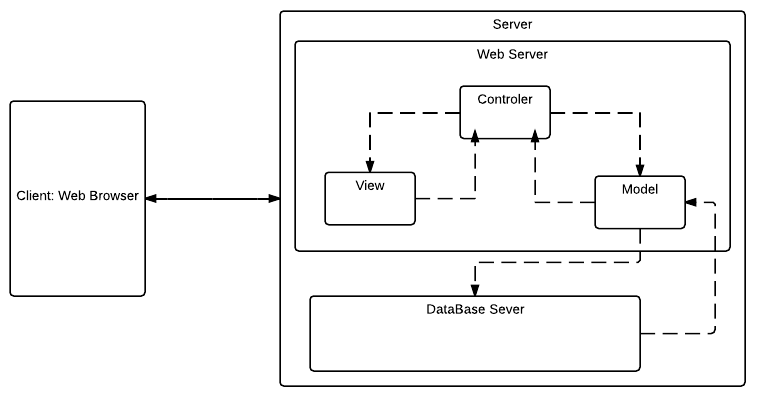 Server
Web Server
Controler
View
Model
Client: Web Browser
DataBase Sever